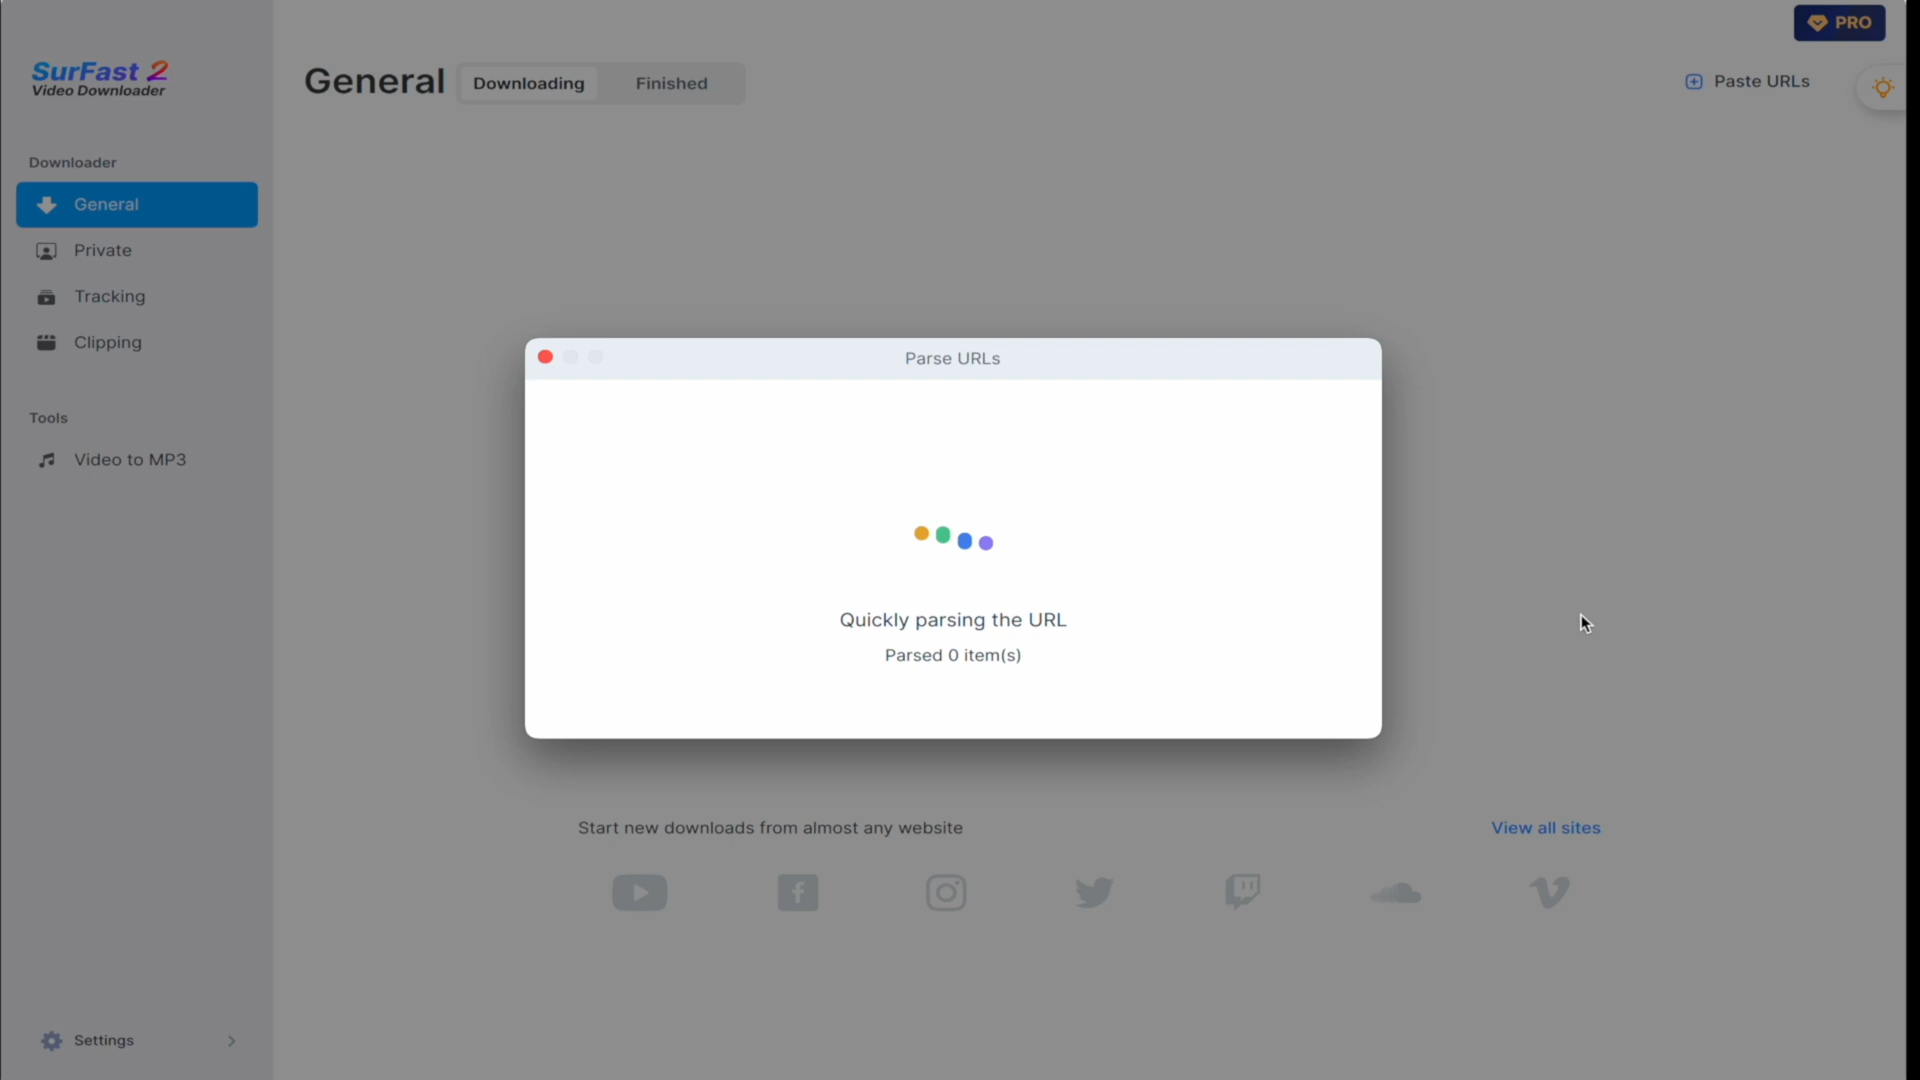 PRO
SurFast 2
Video Downloader
General
Downloading
Finished
Paste URLs
Downloader
General
Private
Tracking
Clipping
Tools
Video to MP3
Parse URLs
Quickly parsing the URL
Parsed 0 item(s)
Start new downloads from almost any website
View all sites
Settings